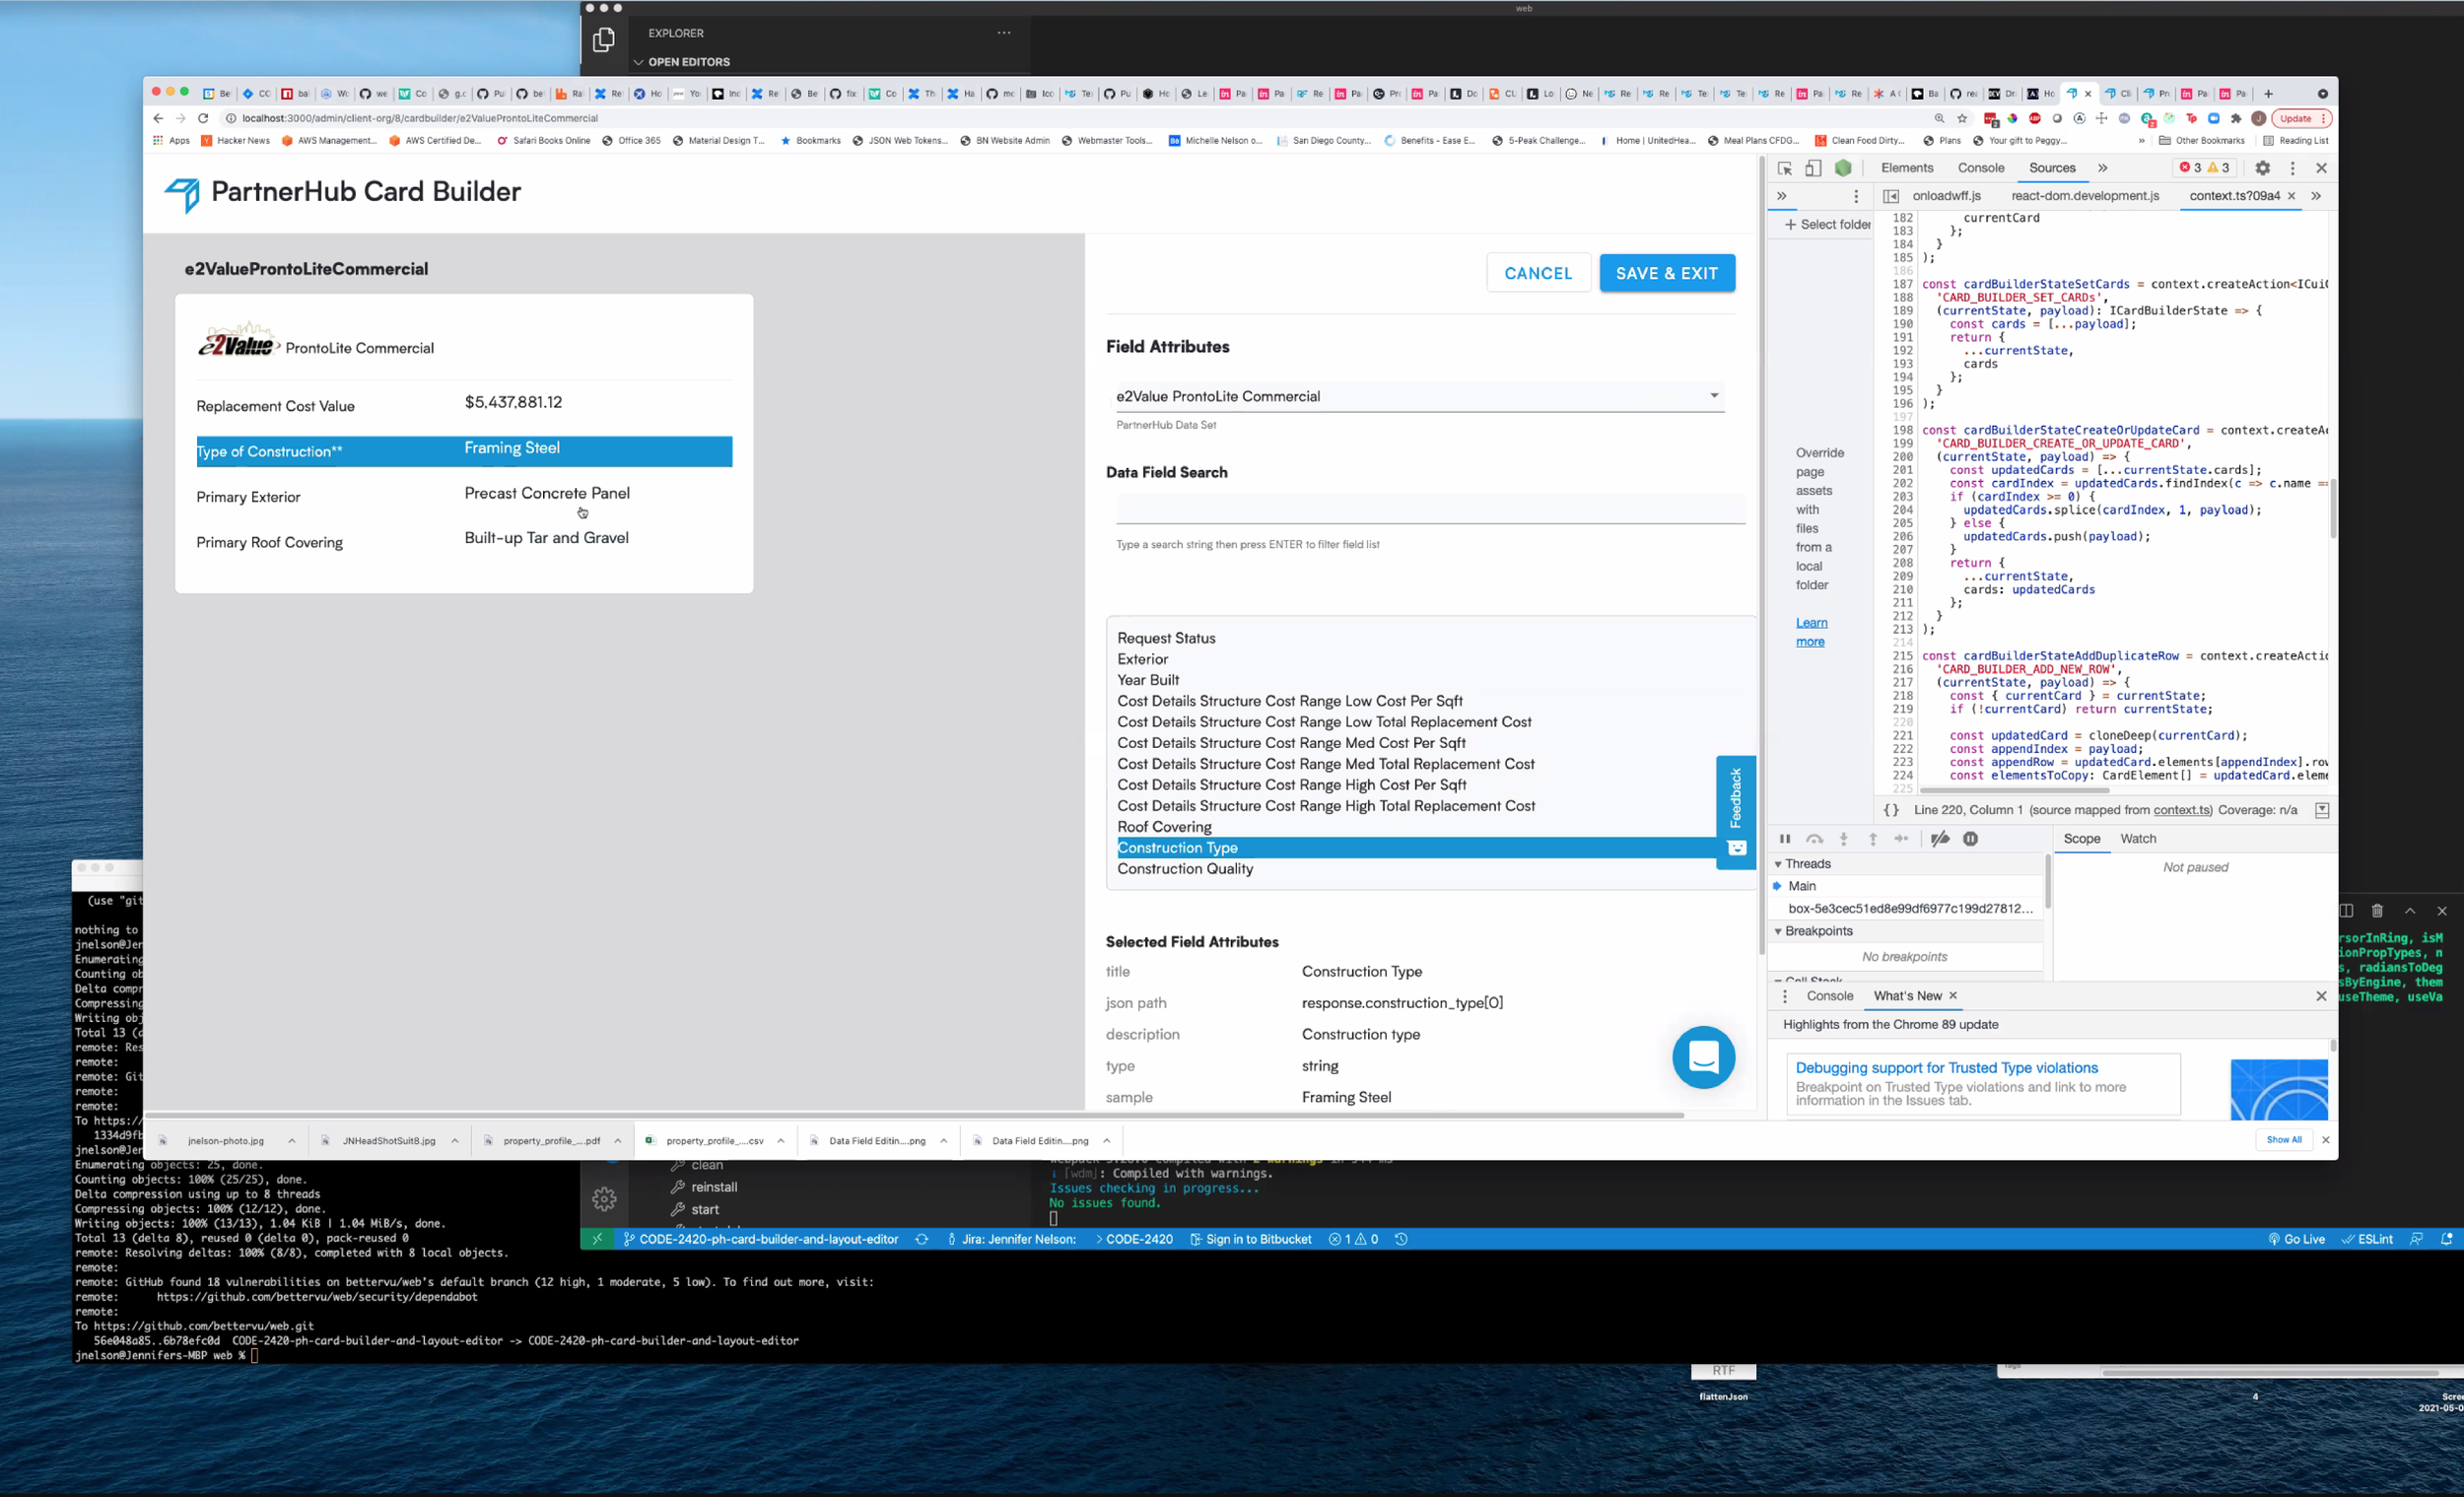 web
EXPLORER
OPEN EDITORS
localhost:3000/admin/client-org/8/cardbuilder/e2ValueProntoLiteCommercial
Update
Apps
Hacker News
AWS Management...
AWS Certified De...
Safari Books Online
Office 365
Material Design T...
Bookmarks
JSON Web Tokens...
BN Website Admin
Webmaster Tools...
Michelle Nelson o...
San Diego County...
Benefits - Ease E...
5-Peak Challenge...
Home | UnitedHea...
Meal Plans CFDG...
Clean Food Dirty...
Plans
Your gift to Peggy...
Other Bookmarks
Reading List
PartnerHub Card Builder
e2ValueProntoLiteCommercial
e2Value ProntoLite Commercial
Replacement Cost Value $5,437,881.12
Type of Construction** Framing Steel
Primary Exterior Precast Concrete Panel
Primary Roof Covering Built-up Tar and Gravel
CANCEL
SAVE & EXIT
Field Attributes
e2Value ProntoLite Commercial
PartnerHub Data Set
Data Field Search
Type a search string then press ENTER to filter field list
Request Status
Exterior
Year Built
Cost Details Structure Cost Range Low Cost Per Sqft
Cost Details Structure Cost Range Low Total Replacement Cost
Cost Details Structure Cost Range Med Cost Per Sqft
Cost Details Structure Cost Range Med Total Replacement Cost
Cost Details Structure Cost Range High Cost Per Sqft
Cost Details Structure Cost Range High Total Replacement Cost
Roof Covering
Construction Type
Construction Quality
Feedback
Selected Field Attributes
title Construction Type
json path response.construction_type[0]
description Construction type
type string
sample Framing Steel
Elements Console Sources
3 3
onloadwff.js react-dom.development.js context.ts?09a4
+ Select folder
Override
page
assets
with
files
from a
local
folder
Learn
more
182 currentCard
183 };
184 }
185 );
186
187 const cardBuilderStateSetCards = context.createAction<ICui
188 'CARD_BUILDER_SET_CARDs',
189 (currentState, payload): ICardBuilderState => {
190 const cards = [...payload];
191 return {
192 ...currentState,
193 cards
194 };
195 }
196 );
197
198 const cardBuilderStateCreateOrUpdateCard = context.createA
199 'CARD_BUILDER_CREATE_OR_UPDATE_CARD',
200 (currentState, payload) => {
201 const updatedCards = [...currentState.cards];
202 const cardIndex = updatedCards.findIndex(c => c.name ==
203 if (cardIndex >= 0) {
204 updatedCards.splice(cardIndex, 1, payload);
205 } else {
206 updatedCards.push(payload);
207 }
208 return {
209 ...currentState,
210 cards: updatedCards
211 };
212 }
213 );
214
215 const cardBuilderStateAddDuplicateRow = context.createActi
216 'CARD_BUILDER_ADD_NEW_ROW',
217 (currentState, payload) => {
218 const { currentCard } = currentState;
219 if (!currentCard) return currentState;
220
221 const updatedCard = cloneDeep(currentCard);
222 const appendIndex = payload;
223 const appendRow = updatedCard.elements[appendIndex].row
224 const elementsToCopy: CardElement[] = updatedCard.eleme
225
{} Line 220, Column 1 (source mapped from context.ts) Coverage: n/a
Scope Watch
Not paused
Threads
Main
box-5e3cec51ed8e99df6977c199d27812...
Breakpoints
No breakpoints
Call Stack
Console What's New
Highlights from the Chrome 89 update
Debugging support for Trusted Type violations
Breakpoint on Trusted Type violations and link to more
information in the Issues tab.
jnelson-photo.jpg
JNHeadShotSuit8.jpg
property_profile_....pdf
property_profile_....csv
Data Field Editin....png
Data Field Editin....png
Show All
rsorInRing, isM
ionPropTypes, n
s, radiansToDeg
sByEngine, them
useTheme, useVa
clean
reinstall
start
[wdm]: Compiled with warnings.
Issues checking in progress...
No issues found.
CODE-2420-ph-card-builder-and-layout-editor
Jira: Jennifer Nelson:
CODE-2420
Sign in to Bitbucket
1 0
Go Live
ESLint
(use "git
nothing to
jnelson@Jen
Enumerating
Counting ob
Delta compr
Compressing
Writing obj
Total 13 (d
remote: Res
remote:
remote: Git
remote:
remote:
To https://
1334d9fb
jnelson@Jen
Enumerating objects: 25, done.
Counting objects: 100% (25/25), done.
Delta compression using up to 8 threads
Compressing objects: 100% (12/12), done.
Writing objects: 100% (13/13), 1.04 KiB | 1.04 MiB/s, done.
Total 13 (delta 8), reused 0 (delta 0), pack-reused 0
remote: Resolving deltas: 100% (8/8), completed with 8 local objects.
remote:
remote: GitHub found 18 vulnerabilities on bettervu/web's default branch (12 high, 1 moderate, 5 low). To find out more, visit:
remote: https://github.com/bettervu/web/security/dependabot
remote:
To https://github.com/bettervu/web.git
56e048a85..6b78efc0d CODE-2420-ph-card-builder-and-layout-editor -> CODE-2420-ph-card-builder-and-layout-editor
jnelson@Jennifers-MBP web %
RTF
flattenJson
4
Scree
2021-05-0